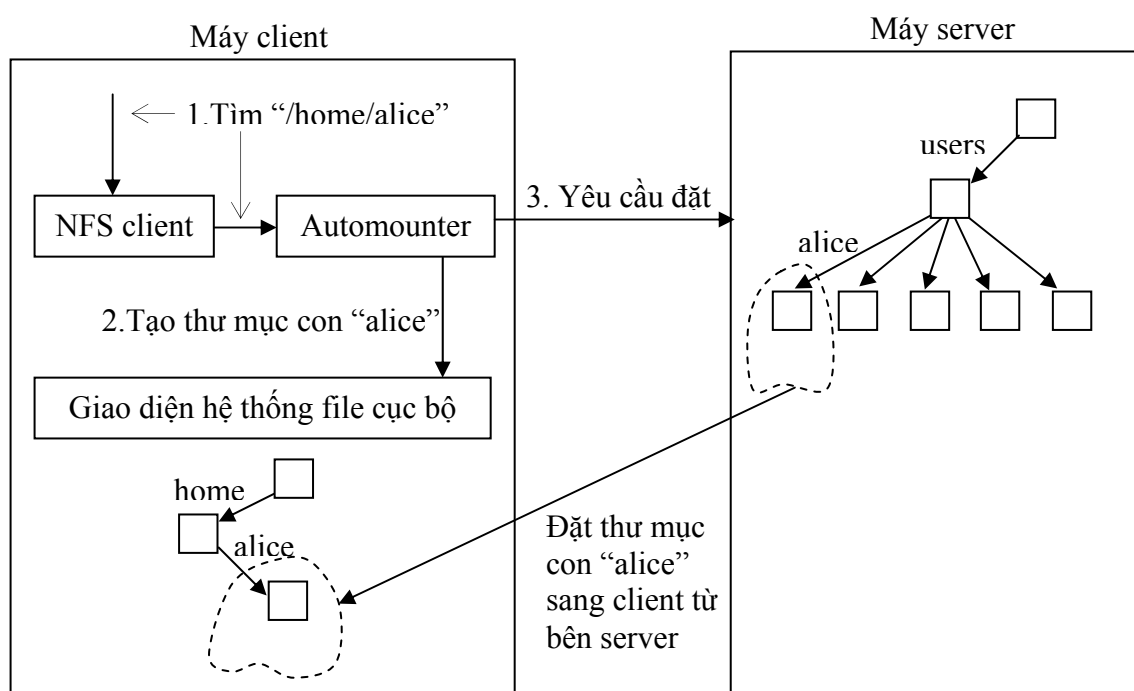 Máy client
Máy server
1.Tìm “/home/alice”
users
NFS client
Automounter
3. Yêu cầu đặt
alice
2.Tạo thư mục con “alice”
Giao diện hệ thống file cục bộ
home
alice
Đặt thư mục
con “alice”
sang client từ
bên server